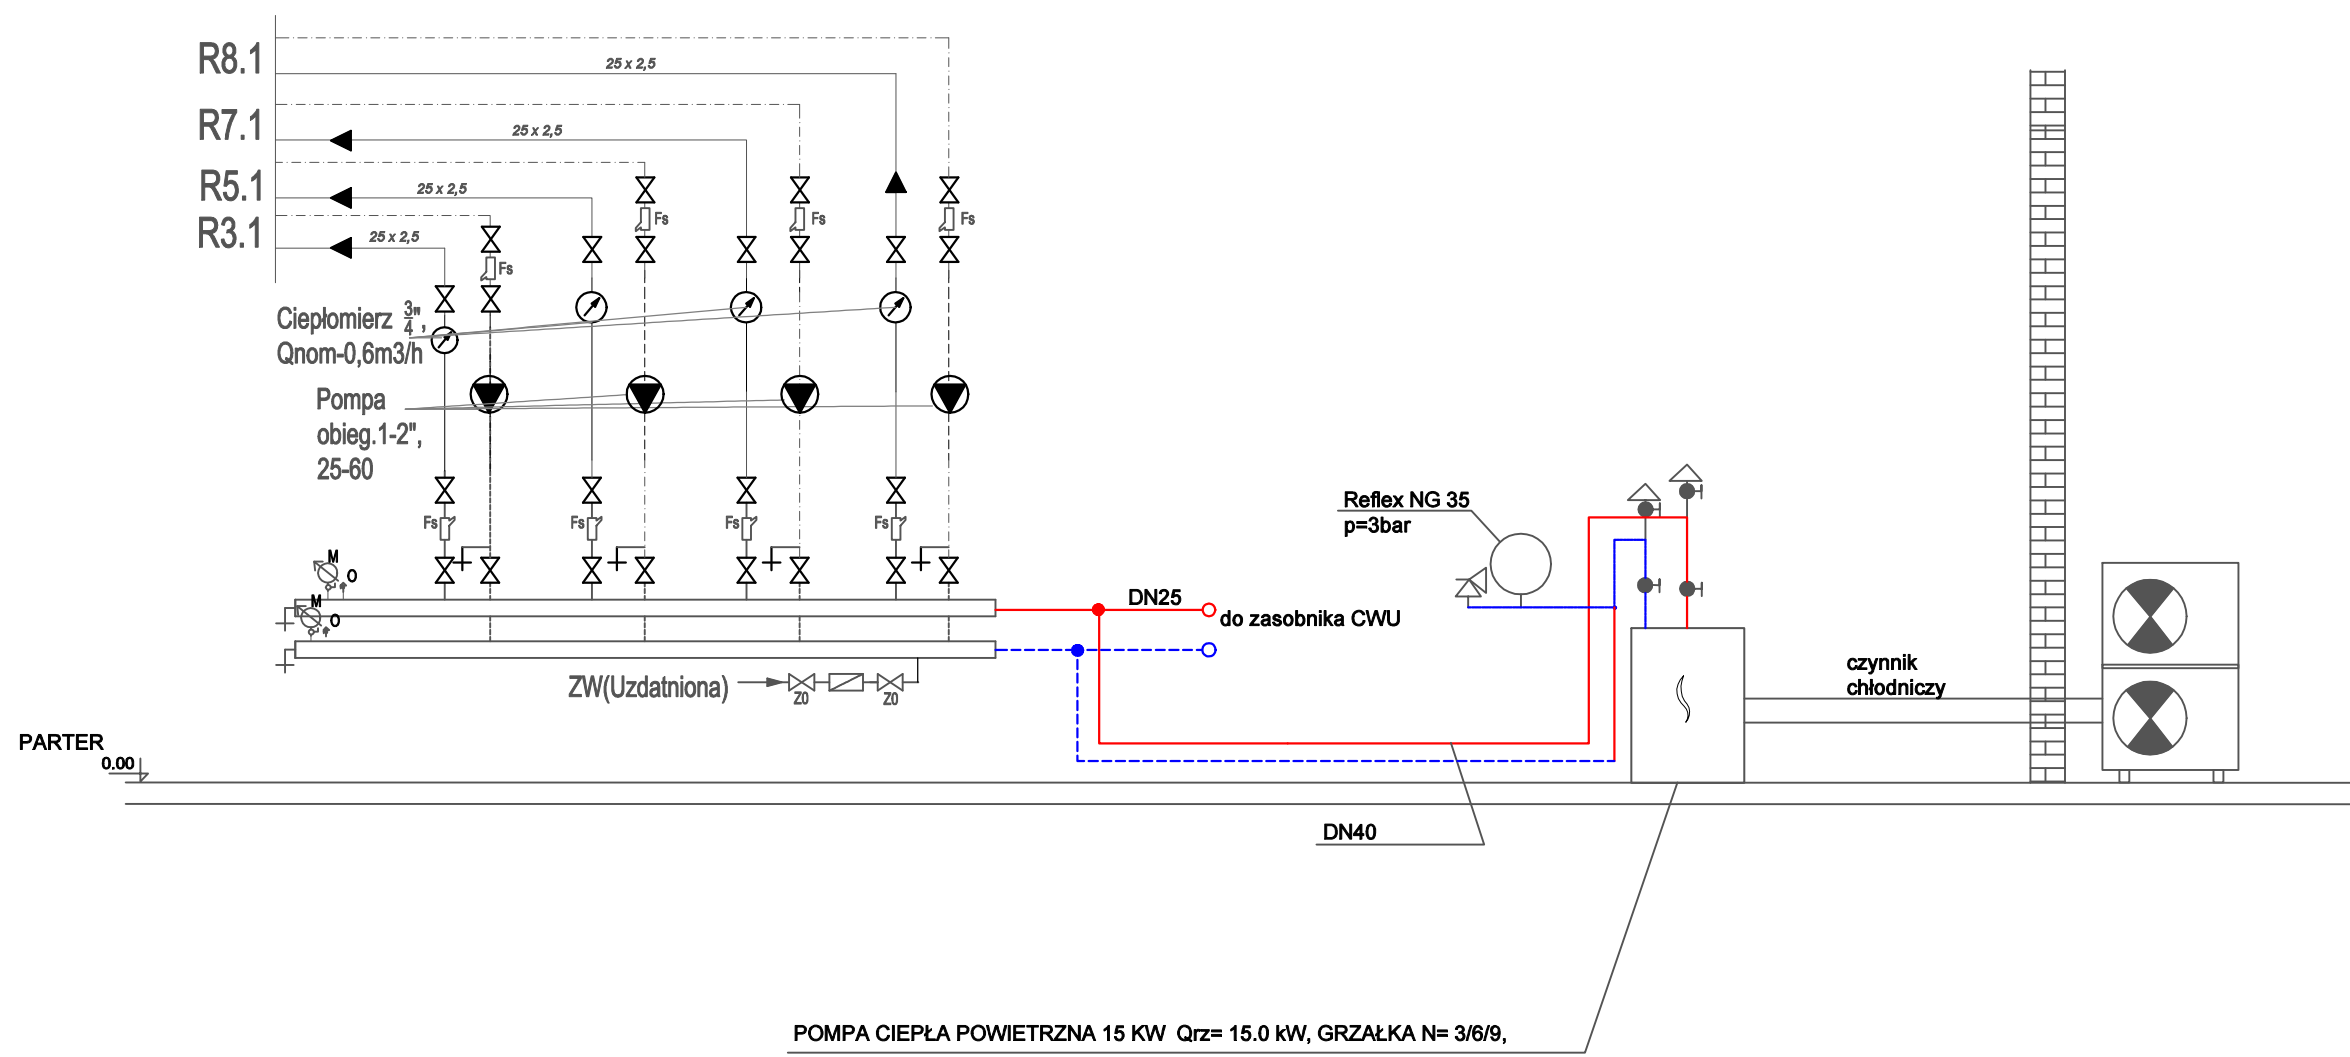 R8.1
25 x 2,5
R7.1
25 x 2,5
R5.1
25 x 2,5
R3.1
25 x 2,5
Fs
Fs
Fs
Fs
Ciepłomierz 3/4",
Qnom-0,6m3/h
Pompa
obieg.1-2",
25-60
Fs
Fs
Fs
Fs
M
O
M
O
Reflex NG 35
p=3bar
DN25
do zasobnika CWU
ZW(Uzdatniona)
ZO
ZO
czynnik
chłodniczy
PARTER
0.00
DN40
POMPA CIEPŁA POWIETRZNA 15 KW Qrz= 15.0 kW, GRZAŁKA N= 3/6/9,